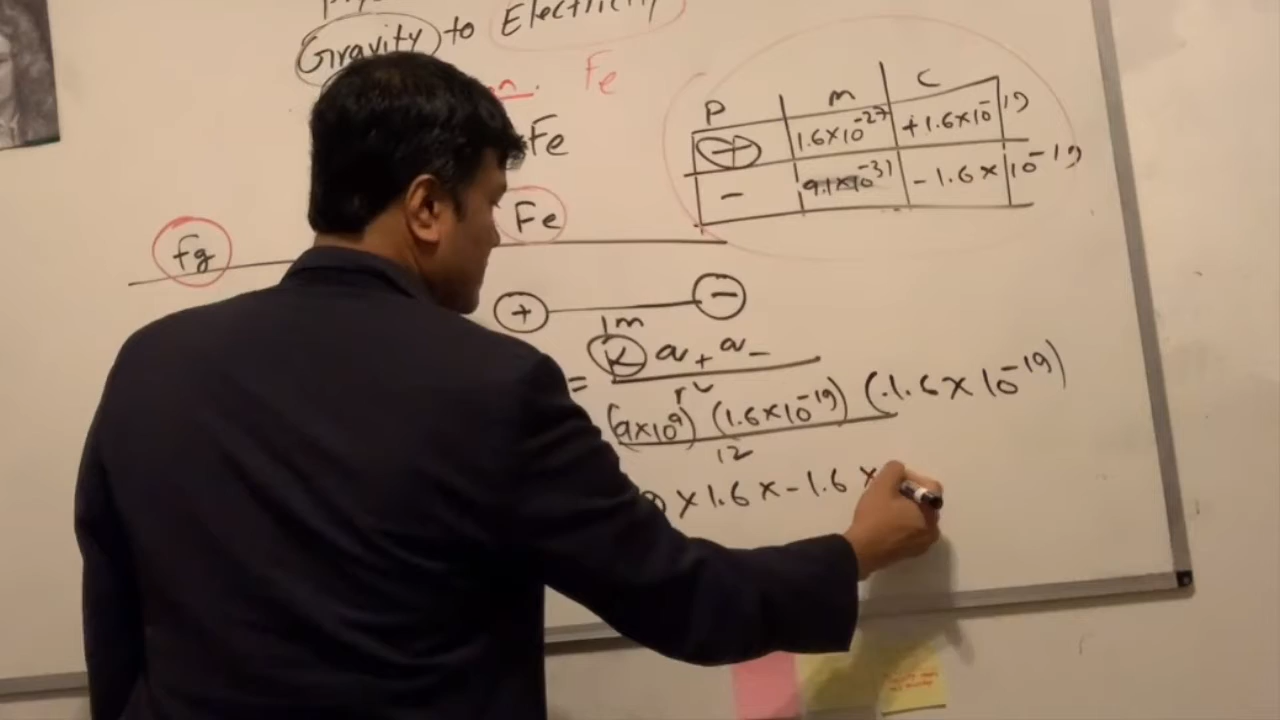 Gravity to Electricity
Fe
Fe
P m C
+ 1.6×10⁻²⁷ +1.6×10⁻¹⁹
- 9.1×10⁻³¹ -1.6×10⁻¹⁹
Fg Fe
+ -
1m
= K q+ q-
r²
(9×10⁹) (1.6×10⁻¹⁹) (-1.6×10⁻¹⁹)
1²
×1.6×-1.6×